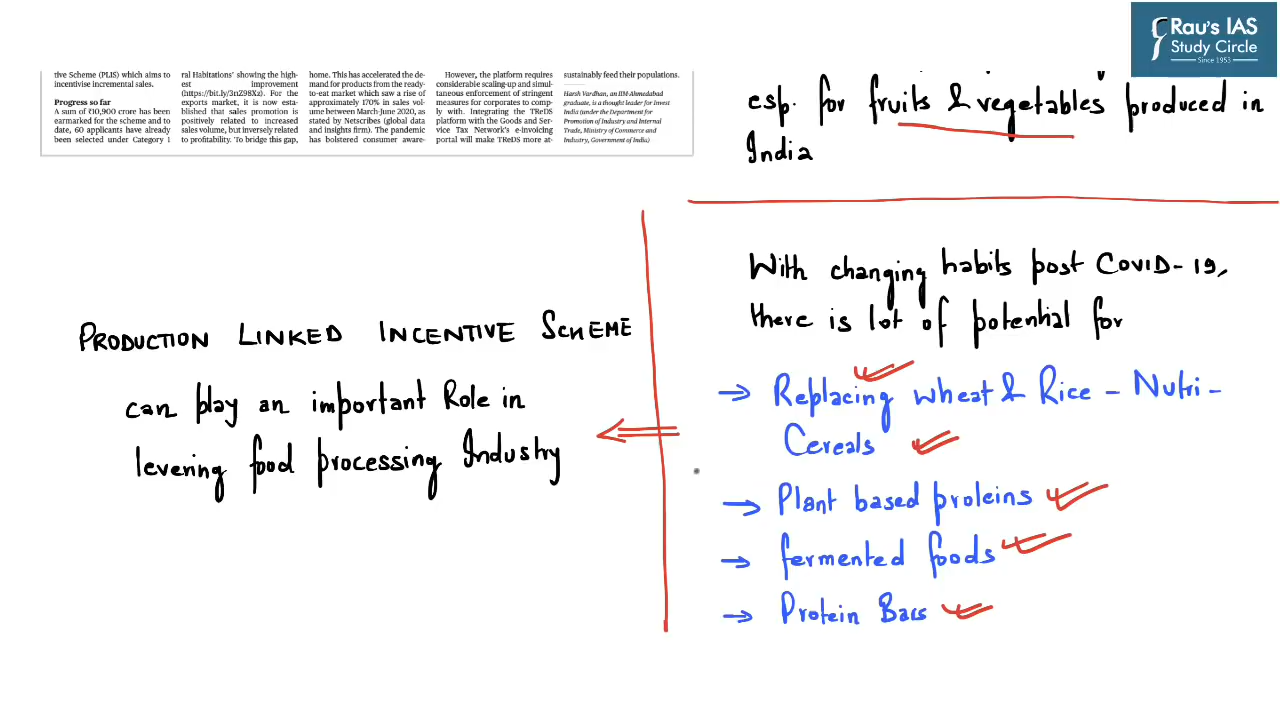 Rau's IAS
Study Circle
Since 1953
tive Scheme (PLIS) which aims to
incentivise incremental sales.
Progress so far
A sum of ₹10,900 crore has been
earmarked for the scheme and to
date, 60 applicants have already
been selected under Category 1
ral Habitations' showing the high-
est improvement
(https://bit.ly/3nZ98Xz). For the
exports market, it is now esta-
blished that sales promotion is
positively related to increased
sales volume, but inversely related
to profitability. To bridge this gap,
home. This has accelerated the de-
mand for products from the ready-
to-eat market which saw a rise of
approximately 170% in sales vol-
ume between March-June 2020, as
stated by Netscribes (global data
and insights firm). The pandemic
has bolstered consumer aware-
However, the platform requires
considerable scaling-up and simul-
taneous enforcement of stringent
measures for corporates to comp-
ly with. Integrating the TReDS
platform with the Goods and Ser-
vice Tax Network's e-invoicing
portal will make TReDS more at-
sustainably feed their populations.
Harsh Vardhan, an IIM-Ahmedabad
graduate, is a thought leader for Invest
India (under the Department for
Promotion of Industry and Internal
Trade, Ministry of Commerce and
Industry, Government of India)
esp. for fruits & vegetables produced in
India
With changing habits post COVID-19,
there is lot of potential for
→ Replacing wheat & Rice - Nutri -
Cereals
→ Plant based proteins
→ fermented foods
→ Protein Bars
PRODUCTION LINKED INCENTIVE SCHEME
can play an important Role in
levering food processing Industry